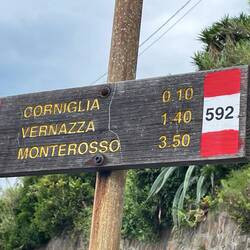 CORNIGLIA 0.10
VERNAZZA 1.40
MONTEROSSO 3.50
592